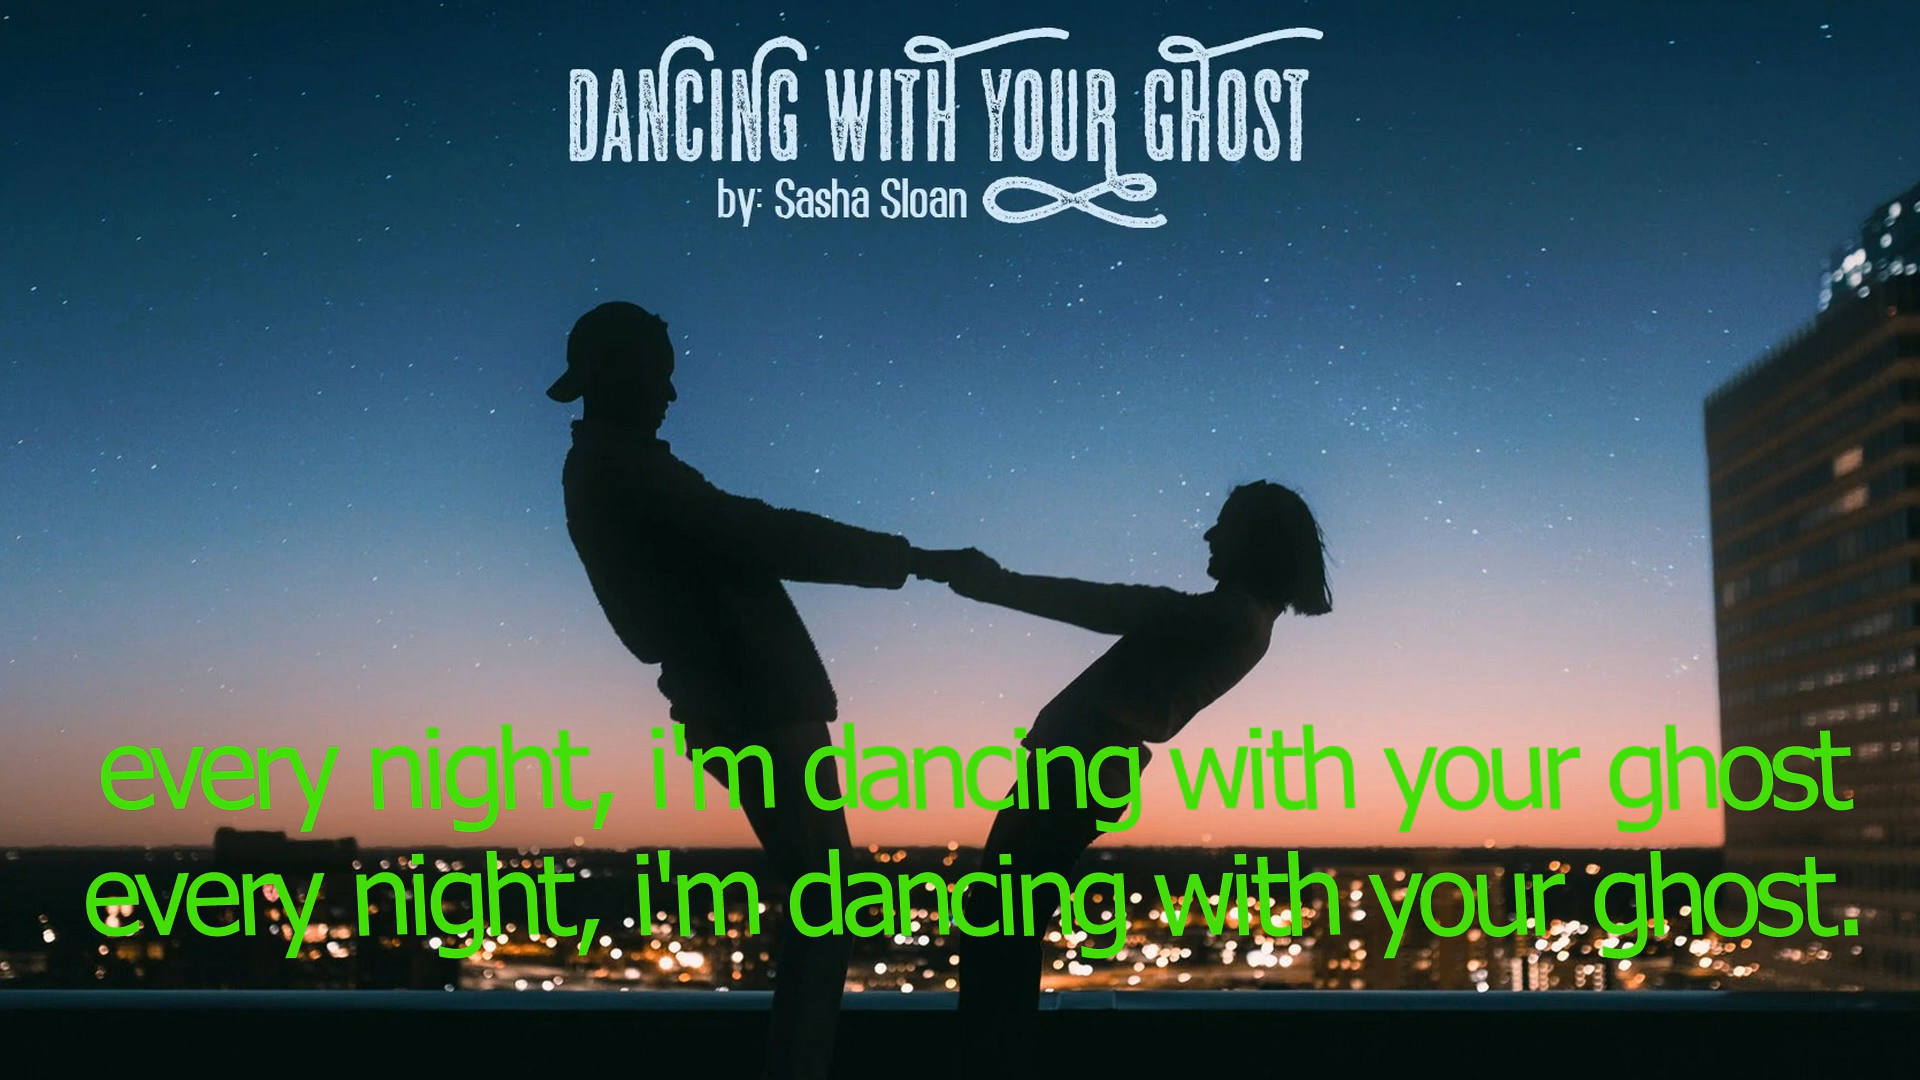 DANCING WITH YOUR GHOST
by: Sasha Sloan
every night, i'm dancing with your ghost
every night, i'm dancing with your ghost.